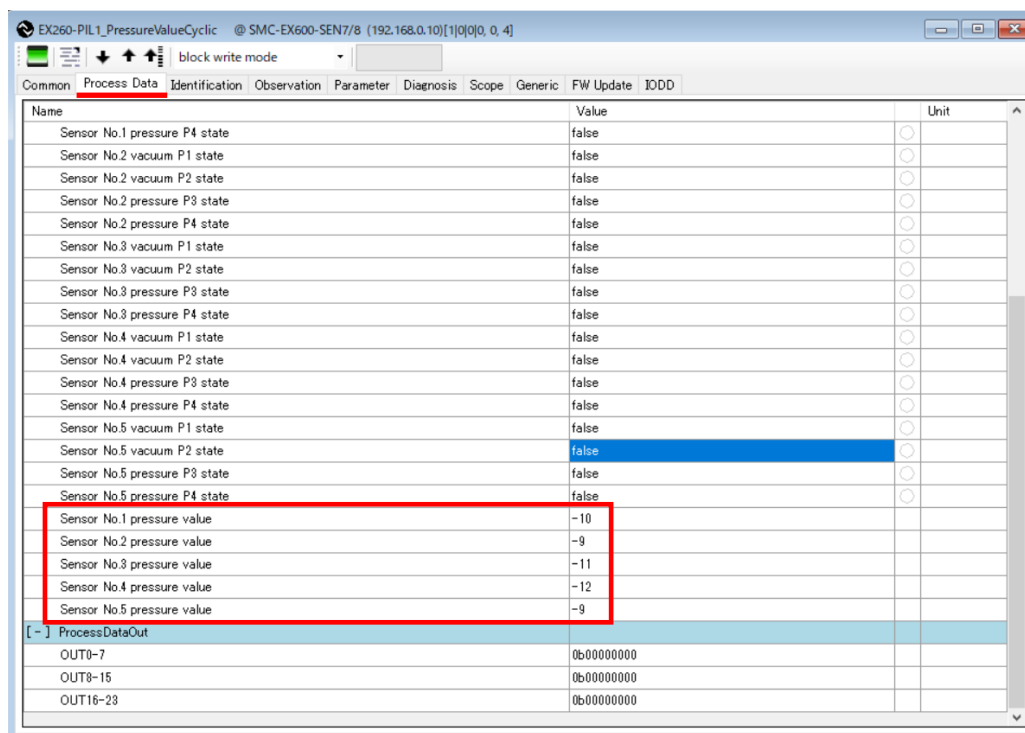 EX260-PIL1_PressureValueCyclic @ SMC-EX600-SEN7/8 (192.168.0.10)[1|0|0|0, 0, 4]
block write mode
Common Process Data Identification Observation Parameter Diagnosis Scope Generic FW Update IODD
Name Value Unit
Sensor No.1 pressure P4 state false
Sensor No.2 vacuum P1 state false
Sensor No.2 vacuum P2 state false
Sensor No.2 pressure P3 state false
Sensor No.2 pressure P4 state false
Sensor No.3 vacuum P1 state false
Sensor No.3 vacuum P2 state false
Sensor No.3 pressure P3 state false
Sensor No.3 pressure P4 state false
Sensor No.4 vacuum P1 state false
Sensor No.4 vacuum P2 state false
Sensor No.4 pressure P3 state false
Sensor No.4 pressure P4 state false
Sensor No.5 vacuum P1 state false
Sensor No.5 vacuum P2 state false
Sensor No.5 pressure P3 state false
Sensor No.5 pressure P4 state false
Sensor No.1 pressure value -10
Sensor No.2 pressure value -9
Sensor No.3 pressure value -11
Sensor No.4 pressure value -12
Sensor No.5 pressure value -9
[-] ProcessDataOut
OUT0-7 0b00000000
OUT8-15 0b00000000
OUT16-23 0b00000000